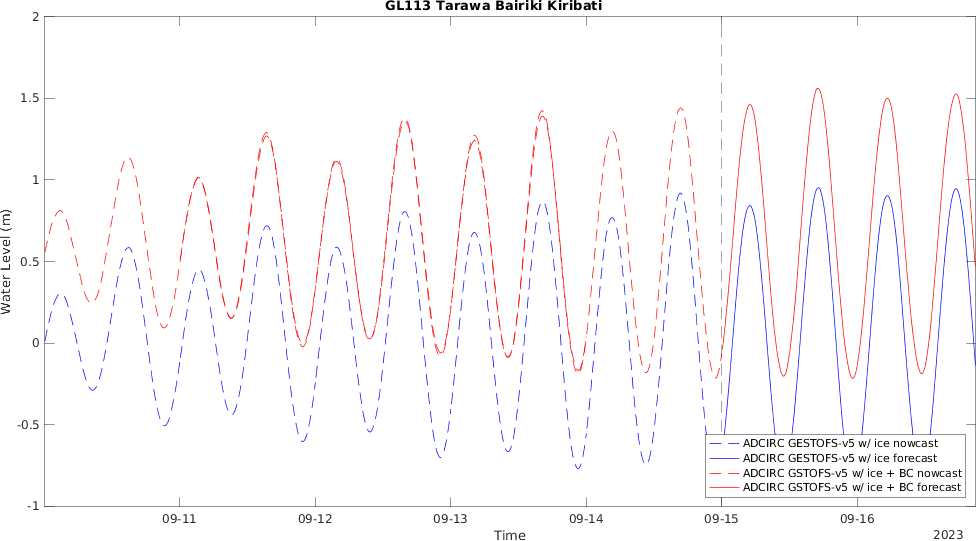 GL113 Tarawa Bairiki Kiribati
2
1.5
1
0.5
0
-0.5
-1
Water Level (m)
09-11
09-12
09-13
09-14
09-15
09-16
Time
2023
ADCIRC GESTOFS-v5 w/ ice nowcast
ADCIRC GESTOFS-v5 w/ ice forecast
ADCIRC GSTOFS-v5 w/ ice + BC nowcast
ADCIRC GSTOFS-v5 w/ ice + BC forecast